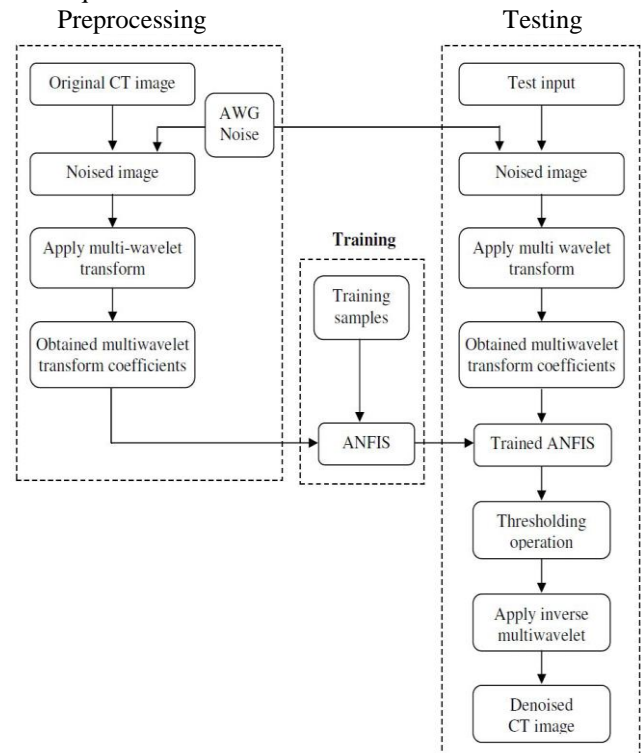 Preprocessing
Testing
Original CT image
AWG
Noise
Noised image
Apply multi-wavelet
transform
Obtained multiwavelet
transform coefficients
Training
Training
samples
ANFIS
Test input
Noised image
Apply multi wavelet
transform
Obtained multiwavelet
transform coefficients
Trained ANFIS
Thresholding
operation
Apply inverse
multiwavelet
Denoised
CT image